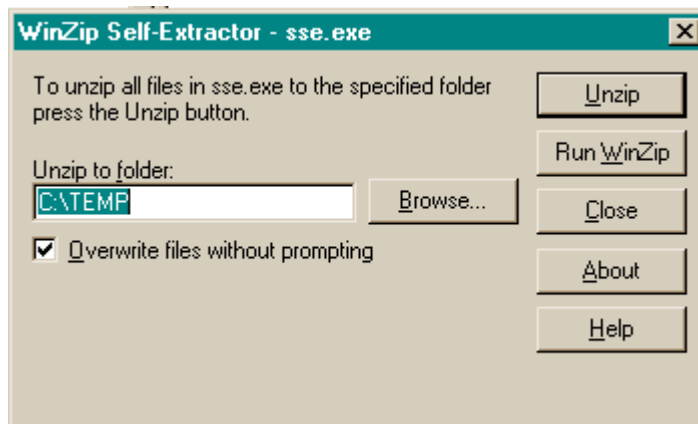 WinZip Self-Extractor - sse.exe
To unzip all files in sse.exe to the specified folder
press the Unzip button.
Unzip to folder:
C:\TEMP
Browse...
Overwrite files without prompting
Unzip
Run WinZip
Close
About
Help